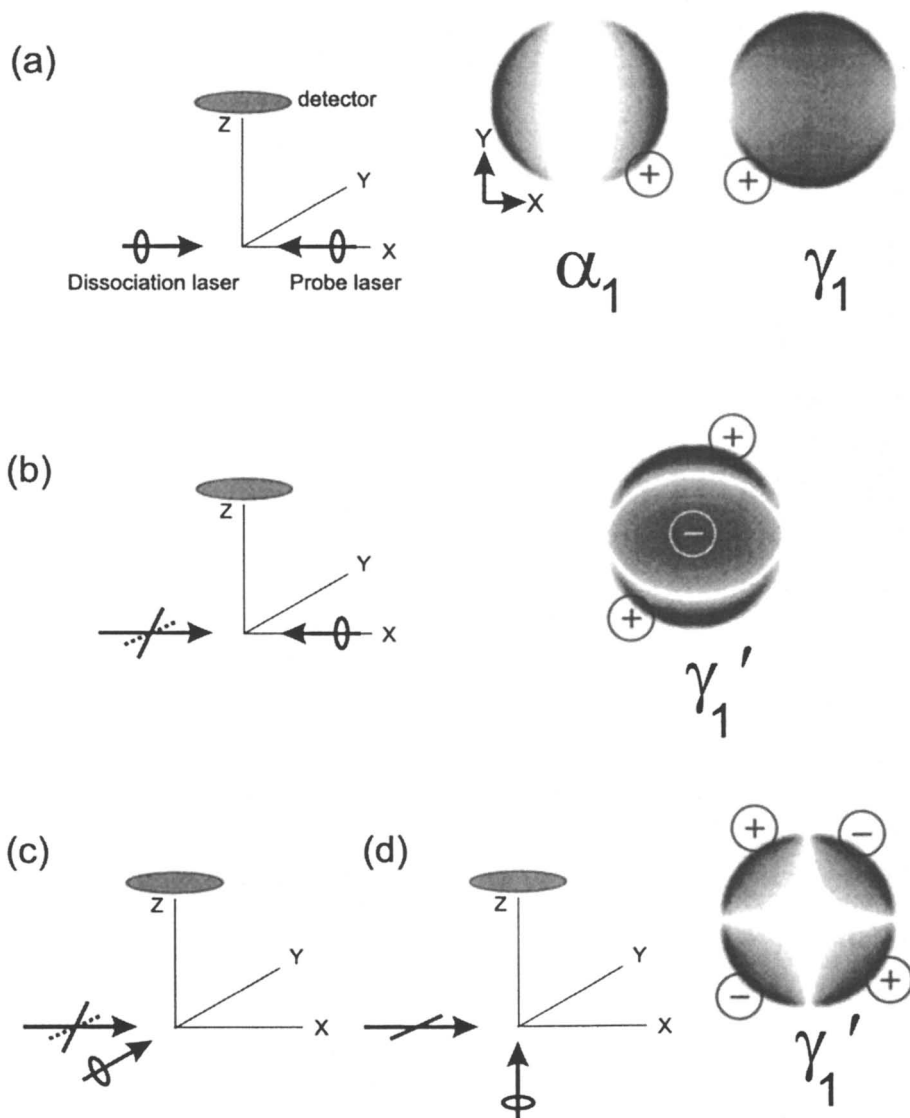 (a)
detector
Z
Y
X
Dissociation laser
Probe laser
Y
X
+
+
α₁
γ₁
(b)
Z
Y
X
+
−
+
γ₁′
(c)
Z
Y
X
(d)
Z
Y
X
+
−
−
+
γ₁′